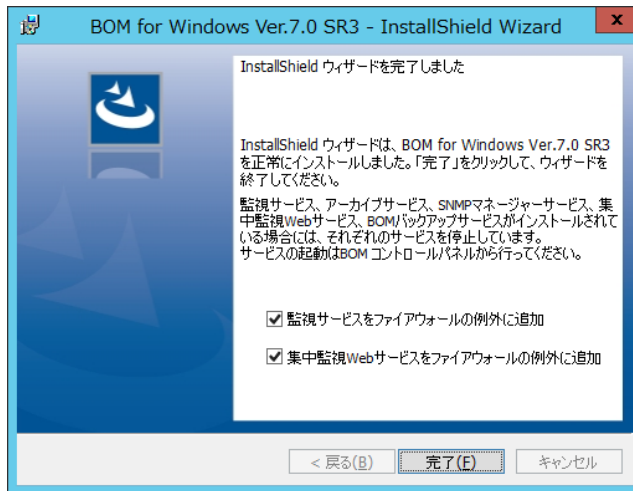 BOM for Windows Ver.7.0 SR3 - InstallShield Wizard
x
InstallShield ウィザードを完了しました
InstallShield ウィザードは、BOM for Windows Ver.7.0 SR3
を正常にインストールしました。「完了」をクリックして、ウィザードを
終了してください。
監視サービス、アーカイブサービス、SNMPマネージャーサービス、集
中監視Webサービス、BOMバックアップサービスがインストールされて
いる場合には、それぞれのサービスを停止しています。
サービスの起動はBOM コントロールパネルから行ってください。
監視サービスをファイアウォールの例外に追加
集中監視Webサービスをファイアウォールの例外に追加
< 戻る(B) 完了(F) キャンセル